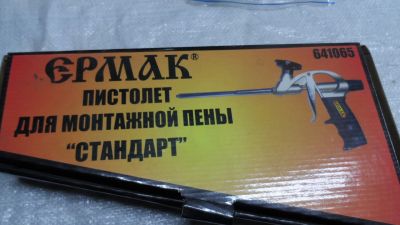 ЕРМАК®
641065
ПИСТОЛЕТ
ДЛЯ МОНТАЖНОЙ ПЕНЫ
“СТАНДАРТ”